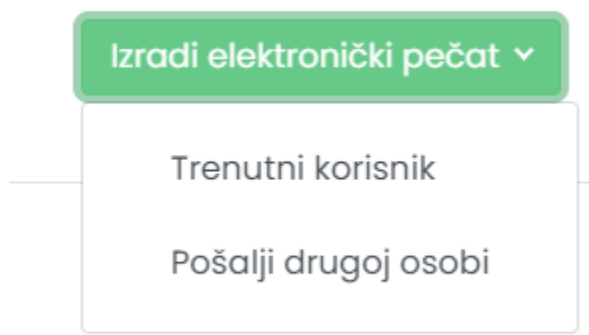 Izradi elektronički pečat
Trenutni korisnik
Pošalji drugoj osobi